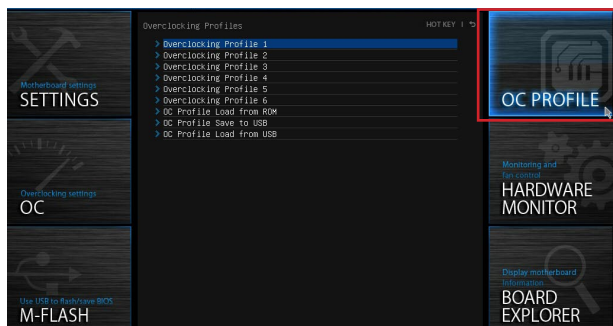 Motherboard settings
SETTINGS
Overclocking settings
OC
Use USB to flash/save BIOS
M-FLASH
Overclocking Profiles
HOT KEY
Overclocking Profile 1
Overclocking Profile 2
Overclocking Profile 3
Overclocking Profile 4
Overclocking Profile 5
Overclocking Profile 6
OC Profile Load from ROM
OC Profile Save to USB
OC Profile Load from USB
OC PROFILE
Monitoring and
fan control
HARDWARE
MONITOR
Display motherboard
Information
BOARD
EXPLORER